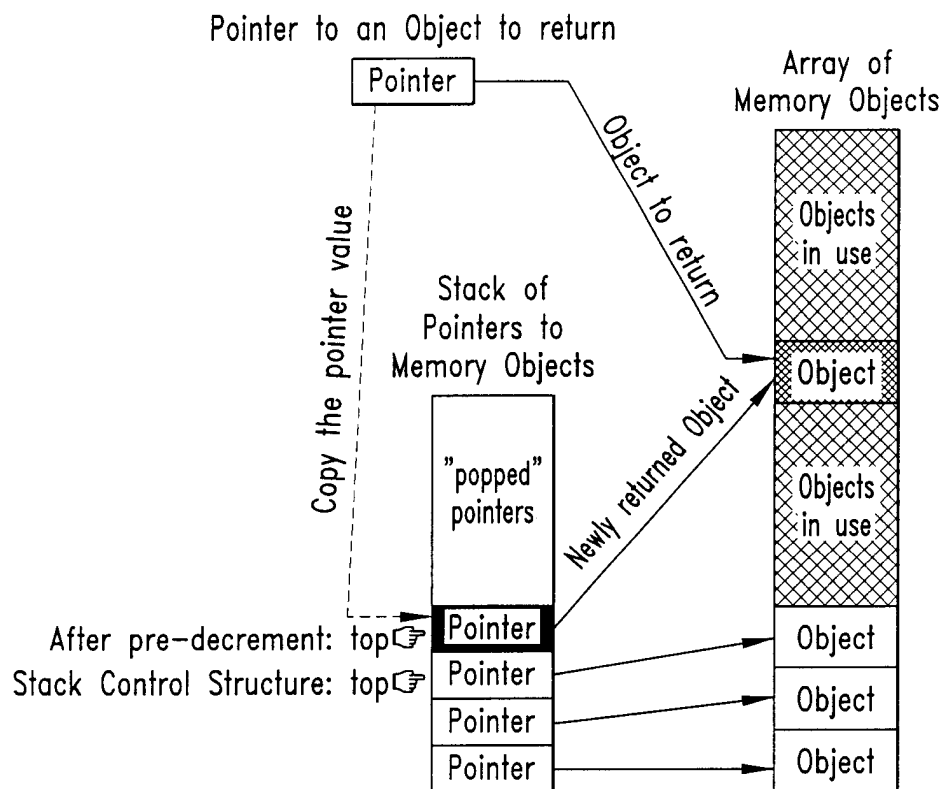 Pointer to an Object to return
Pointer
Array of
Memory Objects
Object to return
Copy the pointer value
Objects
in use
Stack of
Pointers to
Memory Objects
Object
"popped"
pointers
Newly returned Object
Objects
in use
After pre-decrement: top
Pointer
Object
Stack Control Structure: top
Pointer
Object
Pointer
Pointer
Object